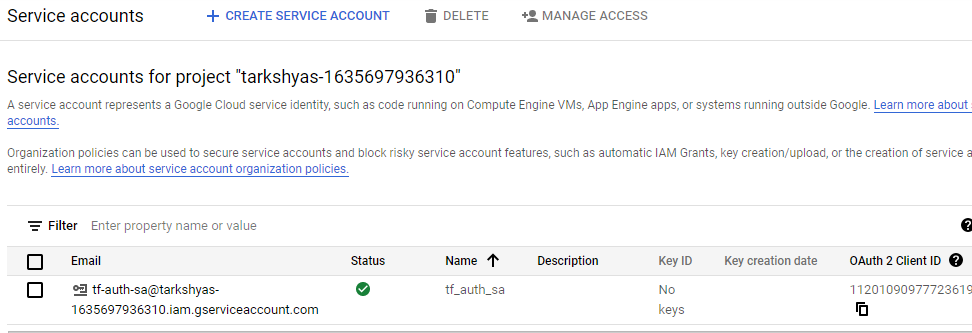 Service accounts CREATE SERVICE ACCOUNT DELETE MANAGE ACCESS
Service accounts for project "tarkshyas-1635697936310"
A service account represents a Google Cloud service identity, such as code running on Compute Engine VMs, App Engine apps, or systems running outside Google. Learn more about
accounts.
Organization policies can be used to secure service accounts and block risky service account features, such as automatic IAM Grants, key creation/upload, or the creation of service
entirely. Learn more about service account organization policies.
Filter Enter property name or value
Email Status Name Description Key ID Key creation date OAuth 2 Client ID
tf-auth-sa@tarkshyas- tf_auth_sa No 11201090977723619
1635697936310.iam.gserviceaccount.com keys